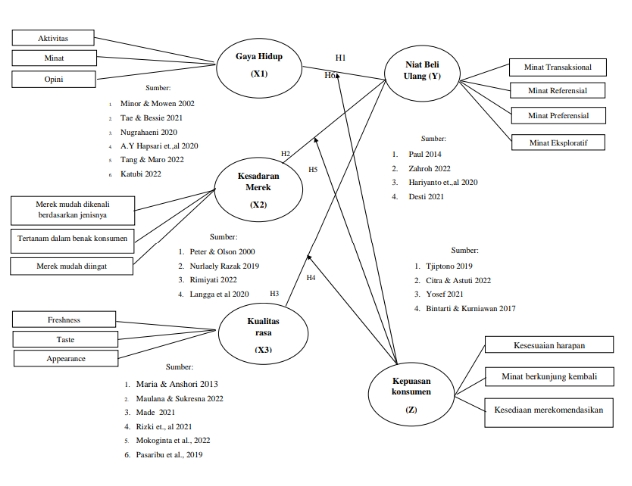 Aktivitas
Minat
Opini
Gaya Hidup
(X1)
H1
H6
Niat Beli
Ulang (Y)
Minat Transaksional
Minat Referensial
Minat Preferensial
Minat Eksploratif
Sumber:
1. Minor & Mowen 2002
2. Tae & Bessie 2021
3. Nugrahaeni 2020
4. A.Y Hapsari et.,al 2020
5. Tang & Maro 2022
6. Katubi 2022
Sumber:
1. Paul 2014
2. Zahroh 2022
3. Hariyanto et.,al 2020
4. Desti 2021
H2
H5
Kesadaran
Merek
(X2)
Merek mudah dikenali
berdasarkan jenisnya
Tertanam dalam benak konsumen
Merek mudah diingat
Sumber:
1. Peter & Olson 2000
2. Nurlaely Razak 2019
3. Rimiyati 2022
4. Langga et al 2020
H3
H4
Sumber:
1. Tjiptono 2019
2. Citra & Astuti 2022
3. Yosef 2021
4. Bintarti & Kurniawan 2017
Freshness
Taste
Appearance
Kualitas
rasa
(X3)
Sumber:
1. Maria & Anshori 2013
2. Maulana & Sukresna 2022
3. Made 2021
4. Rizki et., al 2021
5. Mokoginta et al., 2022
6. Pasaribu et al., 2019
Kepuasan
konsumen
(Z)
Kesesuaian harapan
Minat berkunjung kembali
Kesediaan merekomendasikan